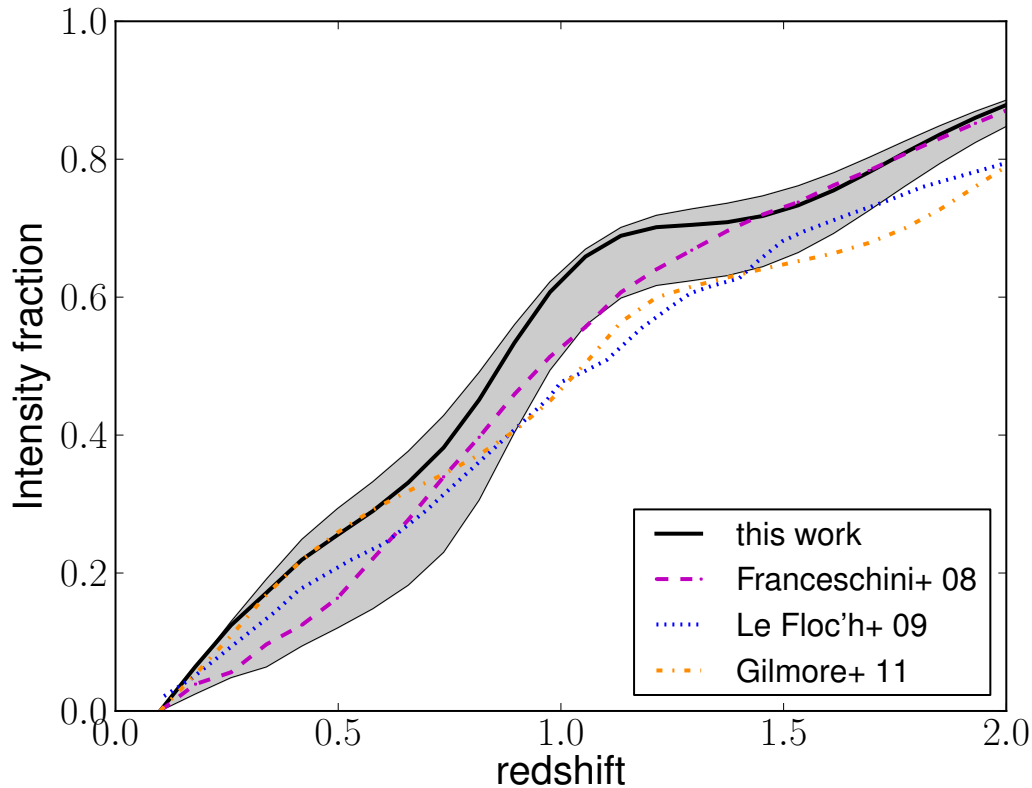 1.0
0.8
0.6
0.4
0.2
0.0
Intensity fraction
0.0 0.5 1.0 1.5 2.0
redshift
this work
Franceschini+ 08
Le Floc'h+ 09
Gilmore+ 11